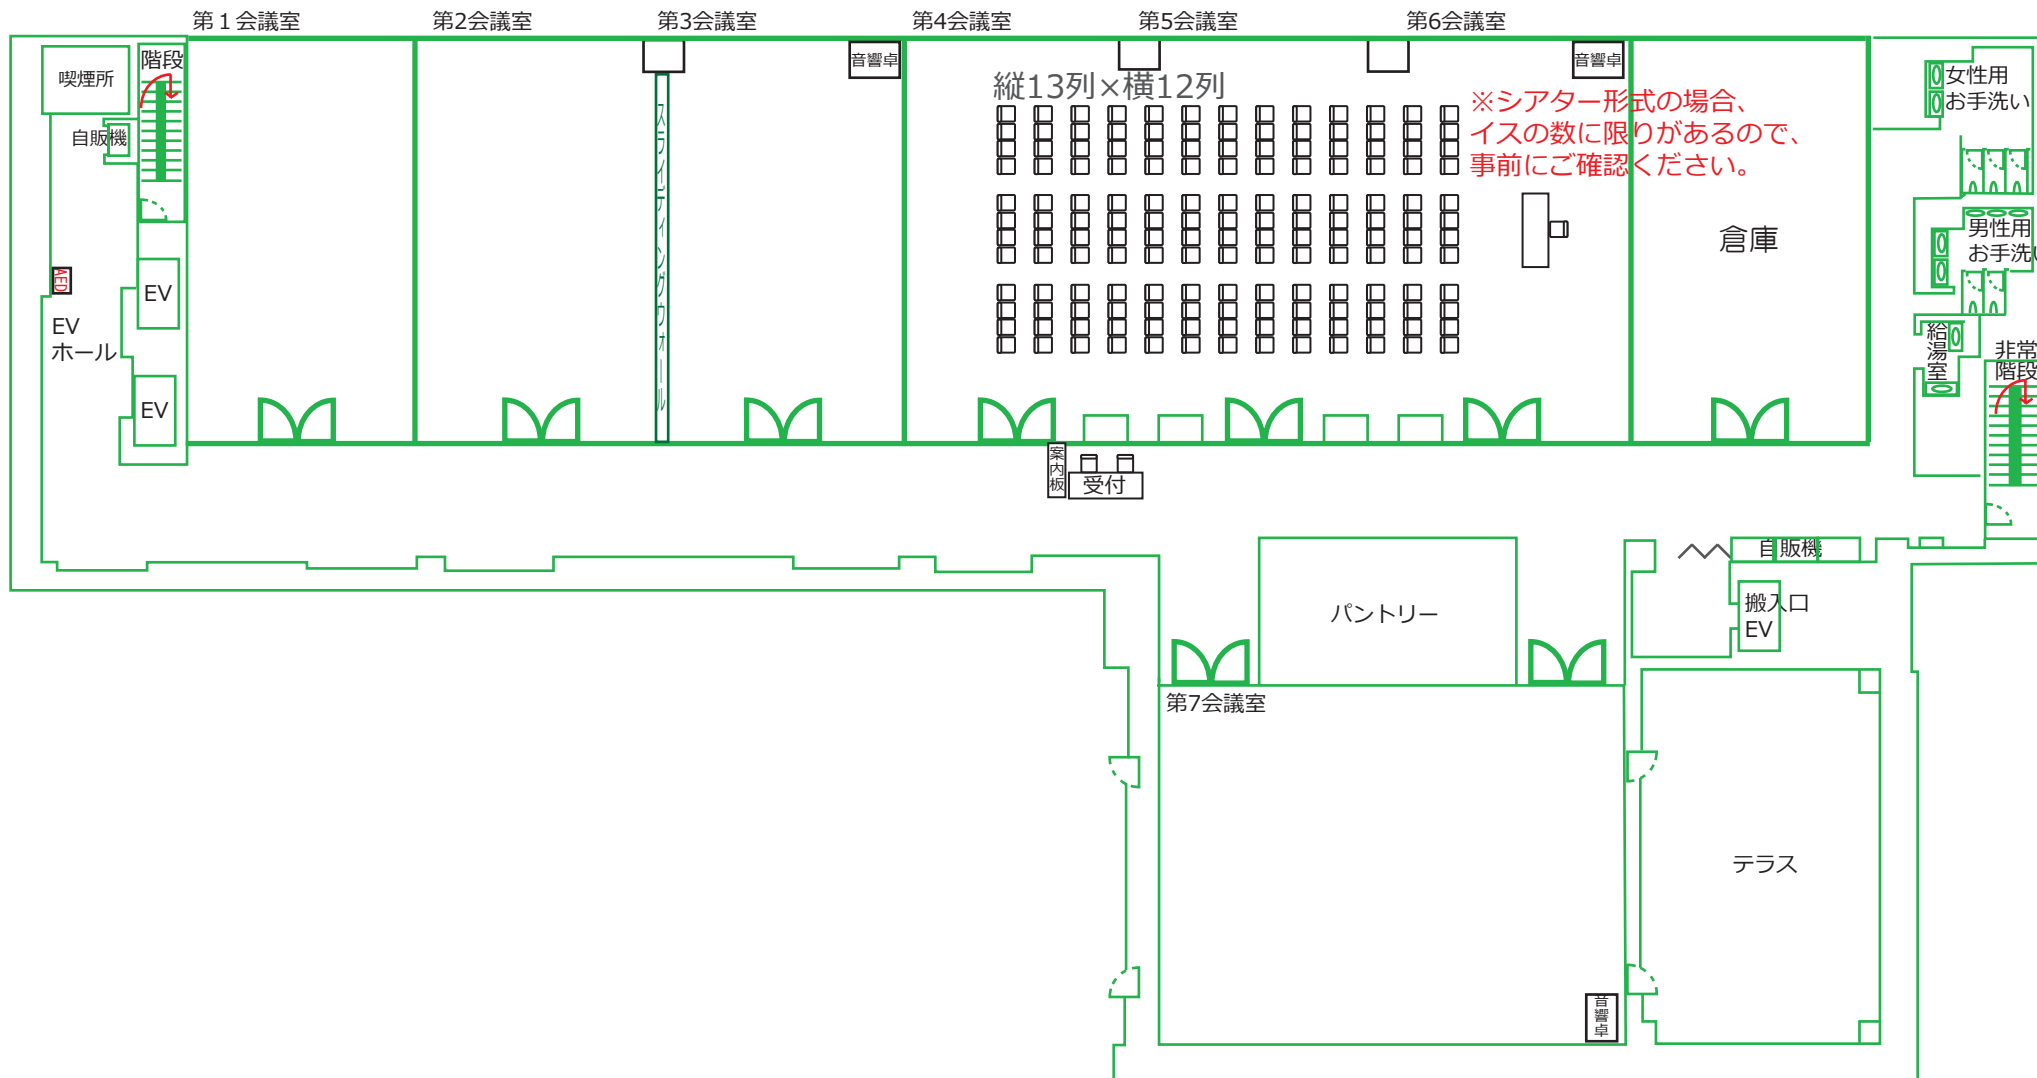 第１会議室
第2会議室
第3会議室
第4会議室
第5会議室
第6会議室
喫煙所
階段
自販機
AED
EV
ホール
EV
EV
スライディングウォール
音響卓
縦13列×横12列
音響卓
※シアター形式の場合、
イスの数に限りがあるので、
事前にご確認ください。
倉庫
女性用
お手洗い
男性用
お手洗い
給湯室
非常
階段
案内板
受付
自販機
搬入口
EV
パントリー
第7会議室
テラス
音響卓